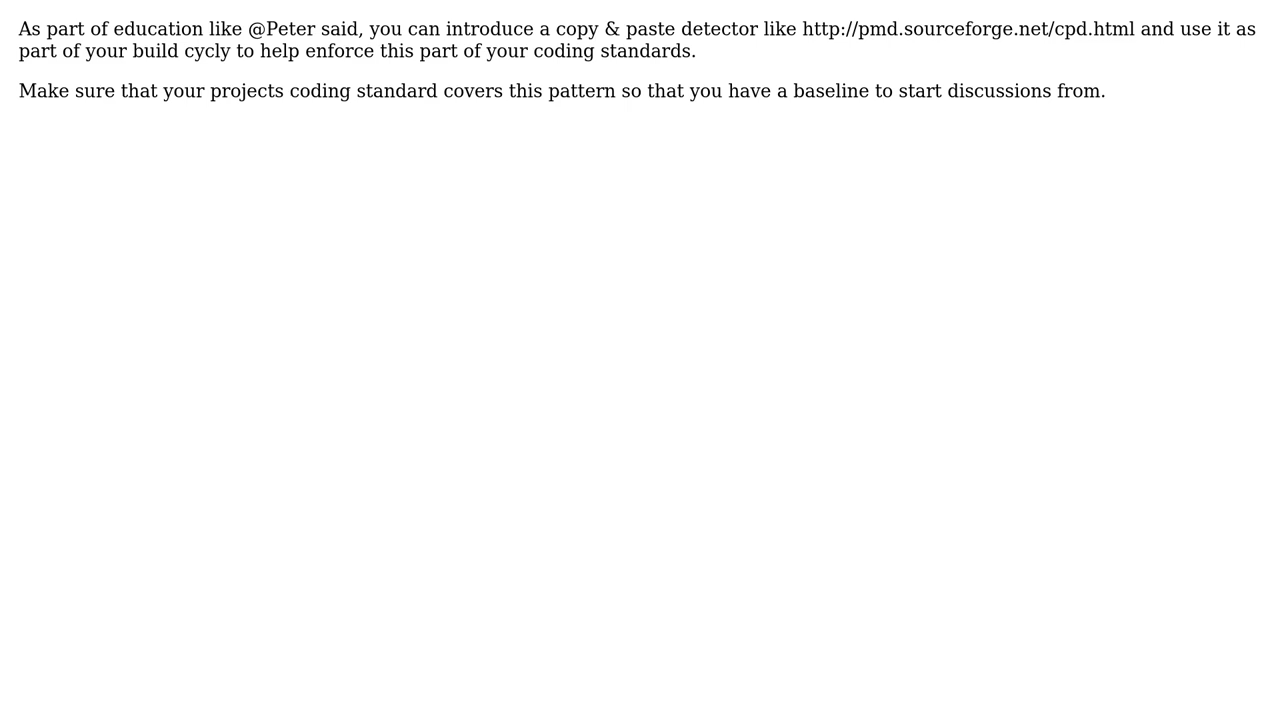 As part of education like @Peter said, you can introduce a copy & paste detector like http://pmd.sourceforge.net/cpd.html and use it as
part of your build cycly to help enforce this part of your coding standards.
Make sure that your projects coding standard covers this pattern so that you have a baseline to start discussions from.